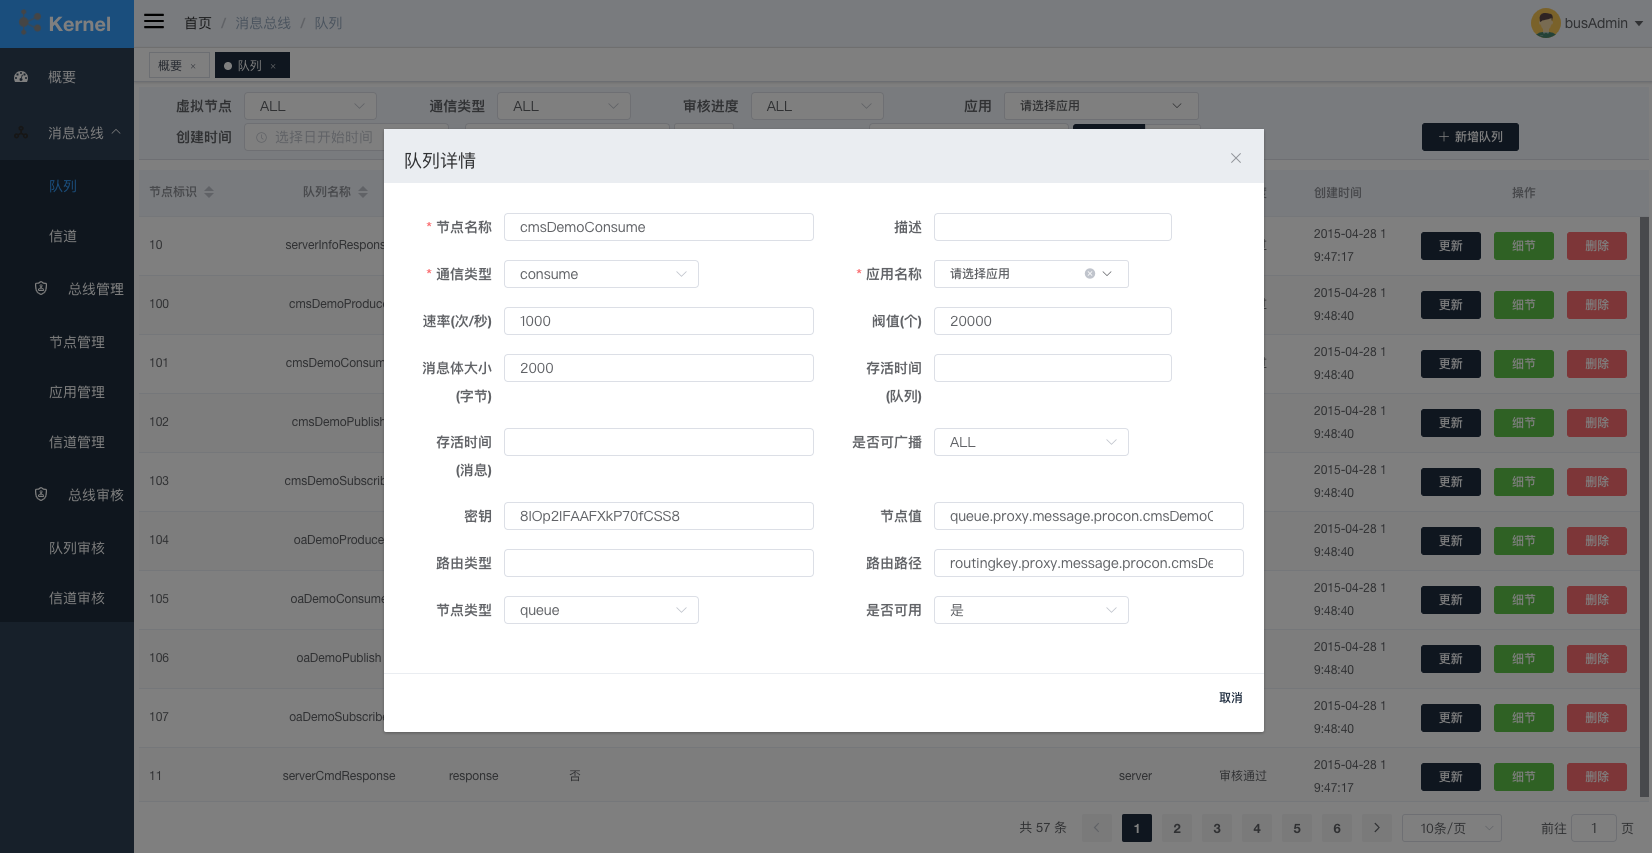 Kernel
首页 / 消息总线 / 队列
busAdmin
概要 ×
队列 ×
概要
消息总线
队列
信道
总线管理
节点管理
应用管理
信道管理
总线审核
队列审核
信道审核
虚拟节点 ALL 通信类型 ALL 审核进度 ALL 应用 请选择应用
创建时间 选择日开始时间
+ 新增队列
节点标识 队列名称 创建时间 操作
队列详情
* 节点名称 cmsDemoConsume 描述
* 通信类型 consume * 应用名称 请选择应用
速率(次/秒) 1000 阀值(个) 20000
消息体大小 2000 存活时间
(字节) (队列)
存活时间 是否可广播 ALL
(消息)
密钥 8IOp2IFAAFXkP70fCSS8 节点值 queue.proxy.message.procon.cmsDemoC
路由类型 路由路径 routingkey.proxy.message.procon.cmsDe
节点类型 queue 是否可用 是
取消
10 serverInfoRespons 2015-04-28 1
9:47:17 更新 细节 删除
100 cmsDemoProduce 2015-04-28 1
9:48:40 更新 细节 删除
101 cmsDemoConsum 2015-04-28 1
9:48:40 更新 细节 删除
102 cmsDemoPublish 2015-04-28 1
9:48:40 更新 细节 删除
103 cmsDemoSubscrib 2015-04-28 1
9:48:40 更新 细节 删除
104 oaDemoProduce 2015-04-28 1
9:48:40 更新 细节 删除
105 oaDemoConsume 2015-04-28 1
9:48:40 更新 细节 删除
106 oaDemoPublish 2015-04-28 1
9:48:40 更新 细节 删除
107 oaDemoSubscribe 2015-04-28 1
9:48:40 更新 细节 删除
11 serverCmdResponse response 否 server 审核通过 2015-04-28 1
9:47:17 更新 细节 删除
共 57 条 1 2 3 4 5 6 10条/页 前往 1 页